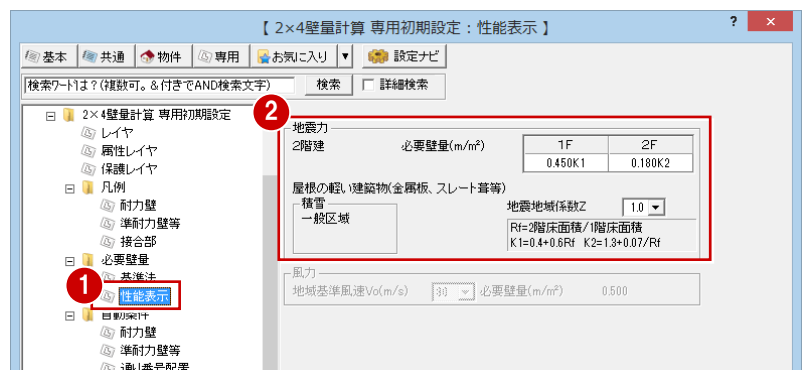 【 2×4壁量計算 専用初期設定：性能表示 】 ? ×
基本 共通 物件 専用 お気に入り ▼ 設定ナビ
検索ワードは？(複数可。&付きでAND検索文字) 検索 詳細検索
2×4壁量計算 専用初期設定
レイヤ
属性レイヤ
保護レイヤ
凡例
耐力壁
準耐力壁等
接合部
必要壁量
基準法
1 性能表示
自動条件
耐力壁
準耐力壁等
通り番号配置
2
地震力
2階建 必要壁量(m/m²) 1F 2F
0.450K1 0.180K2
屋根の軽い建築物(金属板、スレート葺等)
積雪
一般区域
地震地域係数Z 1.0
Rf=2階床面積/1階床面積
K1=0.4+0.6Rf K2=1.3+0.07/Rf
風力
地域基準風速Vo(m/s) 30 必要壁量(m/m²) 0.500